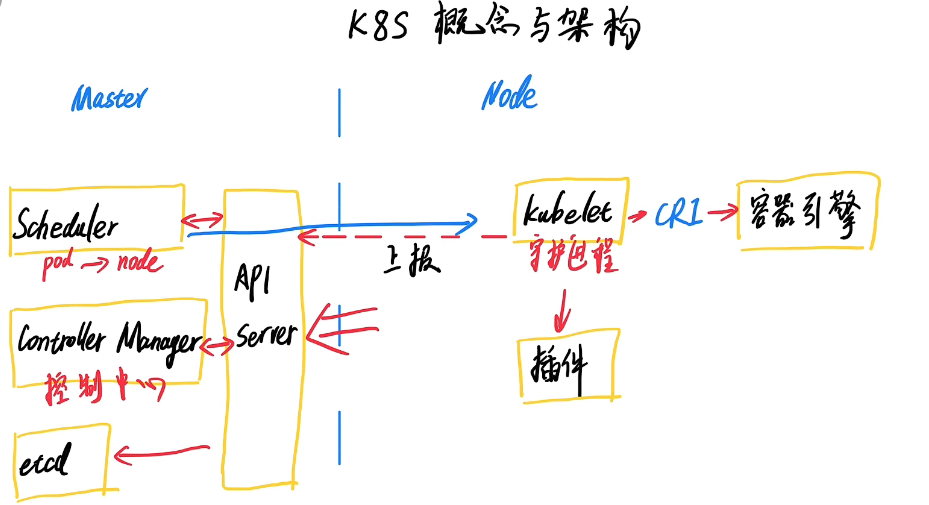 K8S 概念与架构
Master
Node
Scheduler
pod → node
API
Server
Controller Manager
控制中心
etcd
上报
kubelet
守护进程
CRI
容器引擎
插件